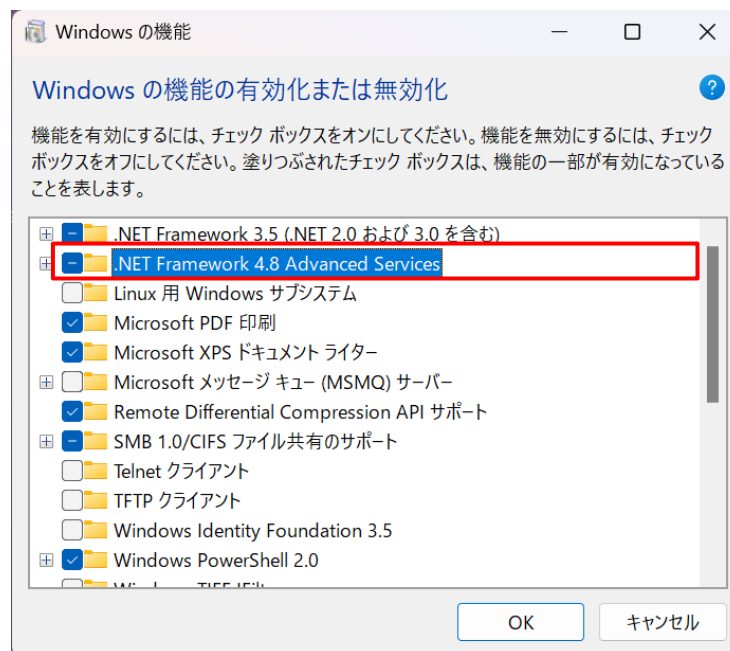 Windows の機能
Windows の機能の有効化または無効化
?
機能を有効にするには、チェック ボックスをオンにしてください。機能を無効にするには、チェック
ボックスをオフにしてください。塗りつぶされたチェック ボックスは、機能の一部が有効になっている
ことを表します。
.NET Framework 3.5 (.NET 2.0 および 3.0 を含む)
.NET Framework 4.8 Advanced Services
Linux 用 Windows サブシステム
Microsoft PDF 印刷
Microsoft XPS ドキュメント ライター
Microsoft メッセージ キュー (MSMQ) サーバー
Remote Differential Compression API サポート
SMB 1.0/CIFS ファイル共有のサポート
Telnet クライアント
TFTP クライアント
Windows Identity Foundation 3.5
Windows PowerShell 2.0
OK
キャンセル